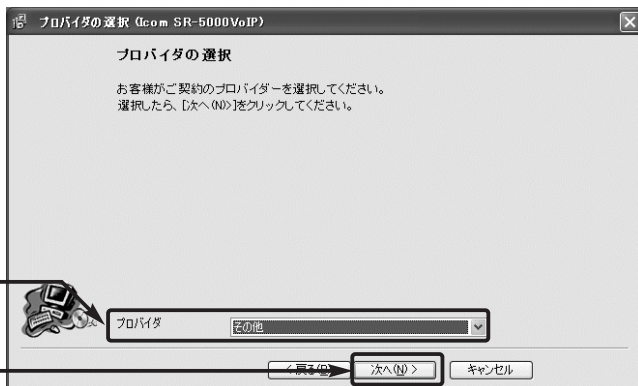 プロバイダの選択 (Icom SR-5000VoIP)
プロバイダの選択
お客様がご契約のプロバイダーを選択してください。
選択したら、[次へ(N)>]をクリックしてください。
プロバイダ
その他
< 戻る(B)
次へ(N) >
キャンセル